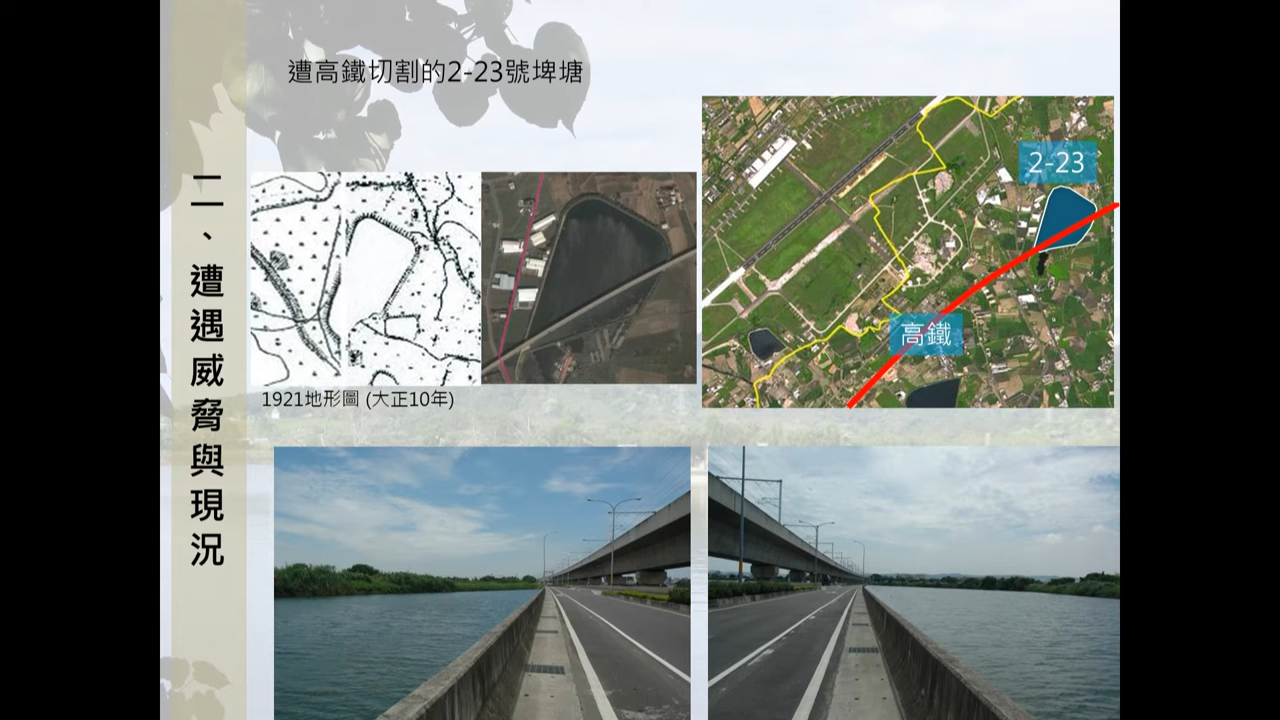 遭高鐵切割的2-23號埤塘
二、遭遇威脅與現況
2-23
高鐵
1921地形圖 (大正10年)